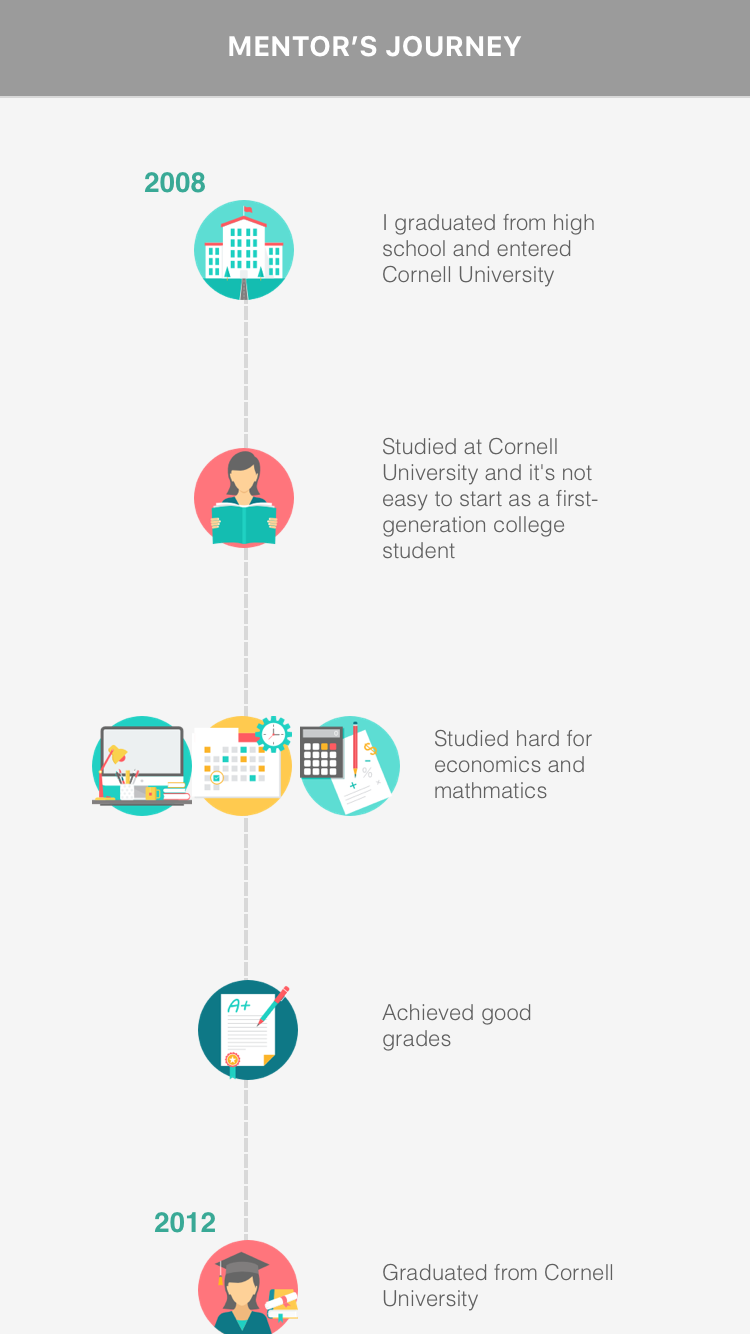 MENTOR’S JOURNEY
2008
I graduated from high
school and entered
Cornell University
Studied at Cornell
University and it's not
easy to start as a first-
generation college
student
Studied hard for
economics and
mathmatics
A+
Achieved good
grades
2012
Graduated from Cornell
University